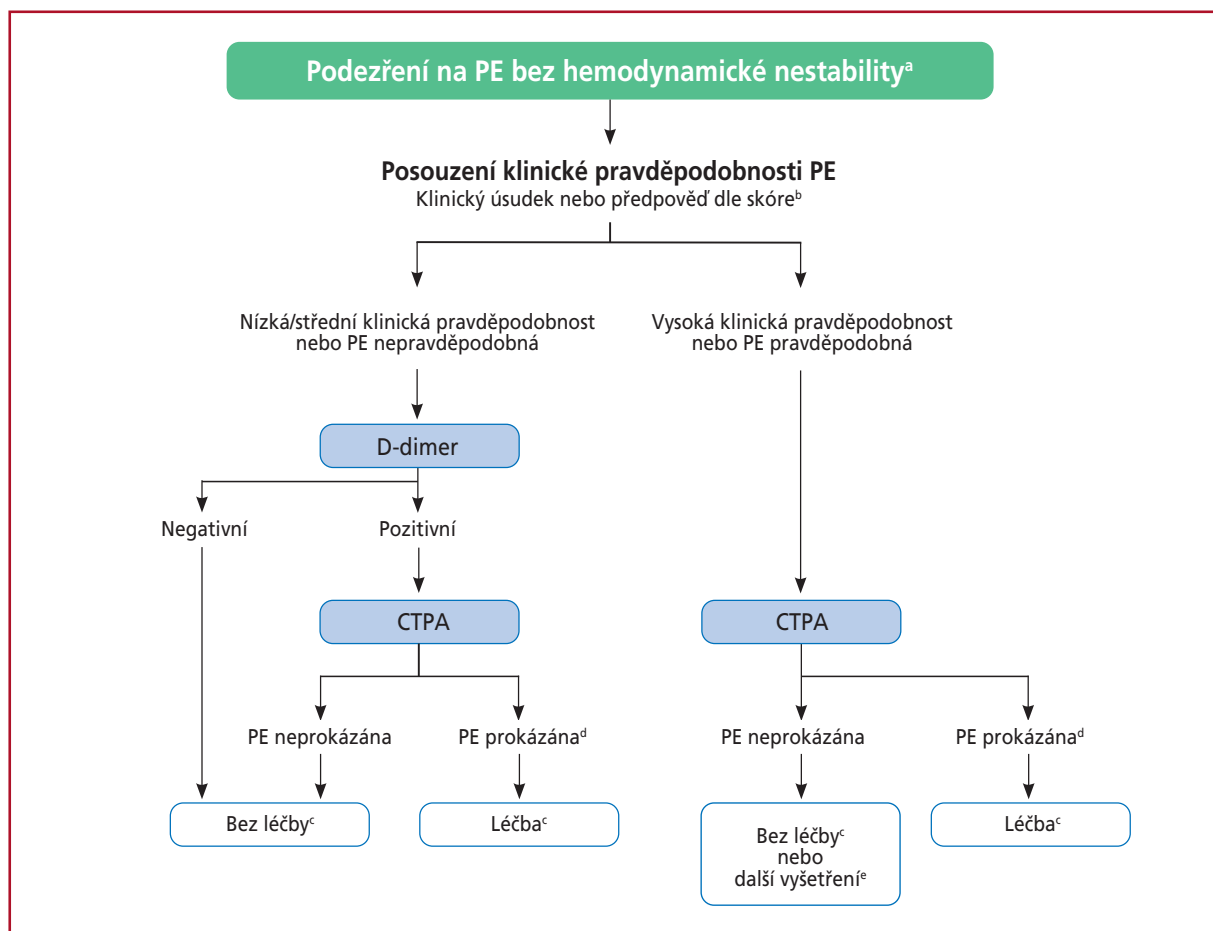 Podezření na PE bez hemodynamické nestabilityᵃ
Posouzení klinické pravděpodobnosti PE
Klinický úsudek nebo předpověď dle skóreᵇ
Nízká/střední klinická pravděpodobnost
nebo PE nepravděpodobná
Vysoká klinická pravděpodobnost
nebo PE pravděpodobná
D-dimer
Negativní
Pozitivní
CTPA
CTPA
PE neprokázána
PE prokázánaᵈ
PE neprokázána
PE prokázánaᵈ
Bez léčbyᶜ
Léčbaᶜ
Bez léčbyᶜ
nebo
další vyšetřeníᵉ
Léčbaᶜ